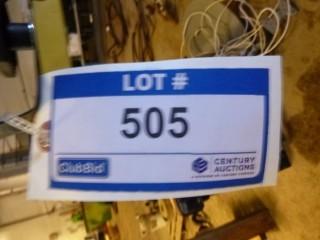 LOT #
505
ClubBid
CENTURY
AUCTIONS